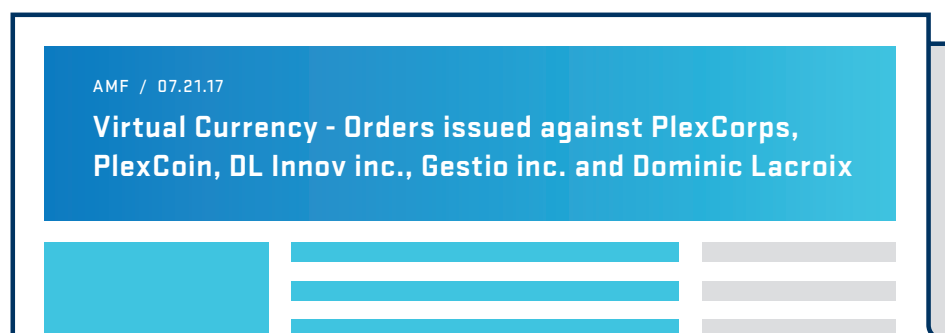 AMF / 07.21.17
Virtual Currency - Orders issued against PlexCorps,
PlexCoin, DL Innov inc., Gestio inc. and Dominic Lacroix